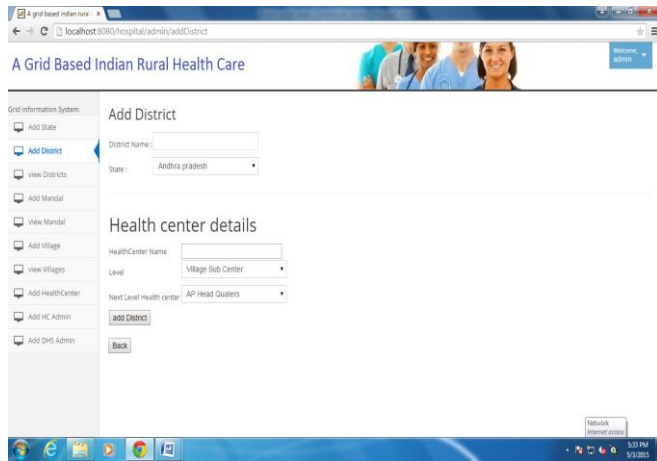 A grid based indian rural
localhost:8080/hospital/admin/addDistrict
A Grid Based Indian Rural Health Care
Welcome, admin
Grid information System
Add State
Add District
view Districts
Add Mandal
View Mandal
Add Village
view Villages
Add HealthCenter
Add HC Admin
Add DHS Admin
Add District
District Name :
State : Andhra pradesh
Health center details
HealthCenter Name
Level Village Sub Center
Next Level Health center AP Head Quaters
add District
Back
Network
Internet access
5:33 PM
5/3/2015